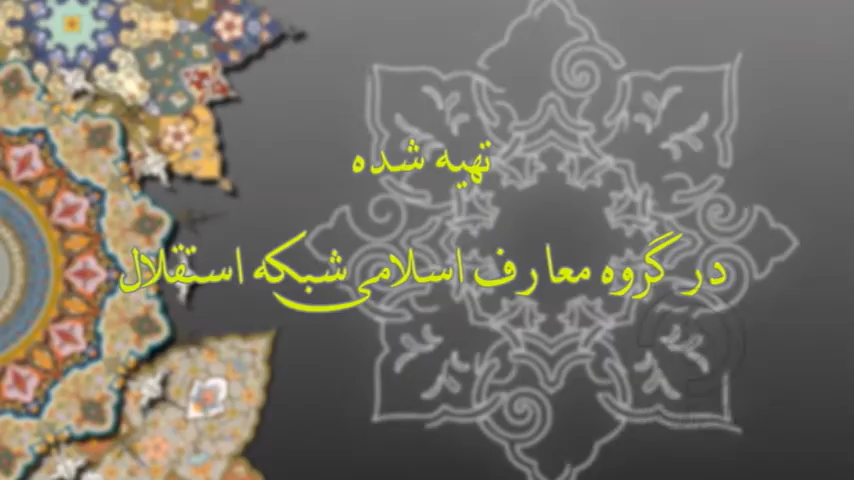 تهیه شده
در گروه معارف اسلامی شبکه استقلال